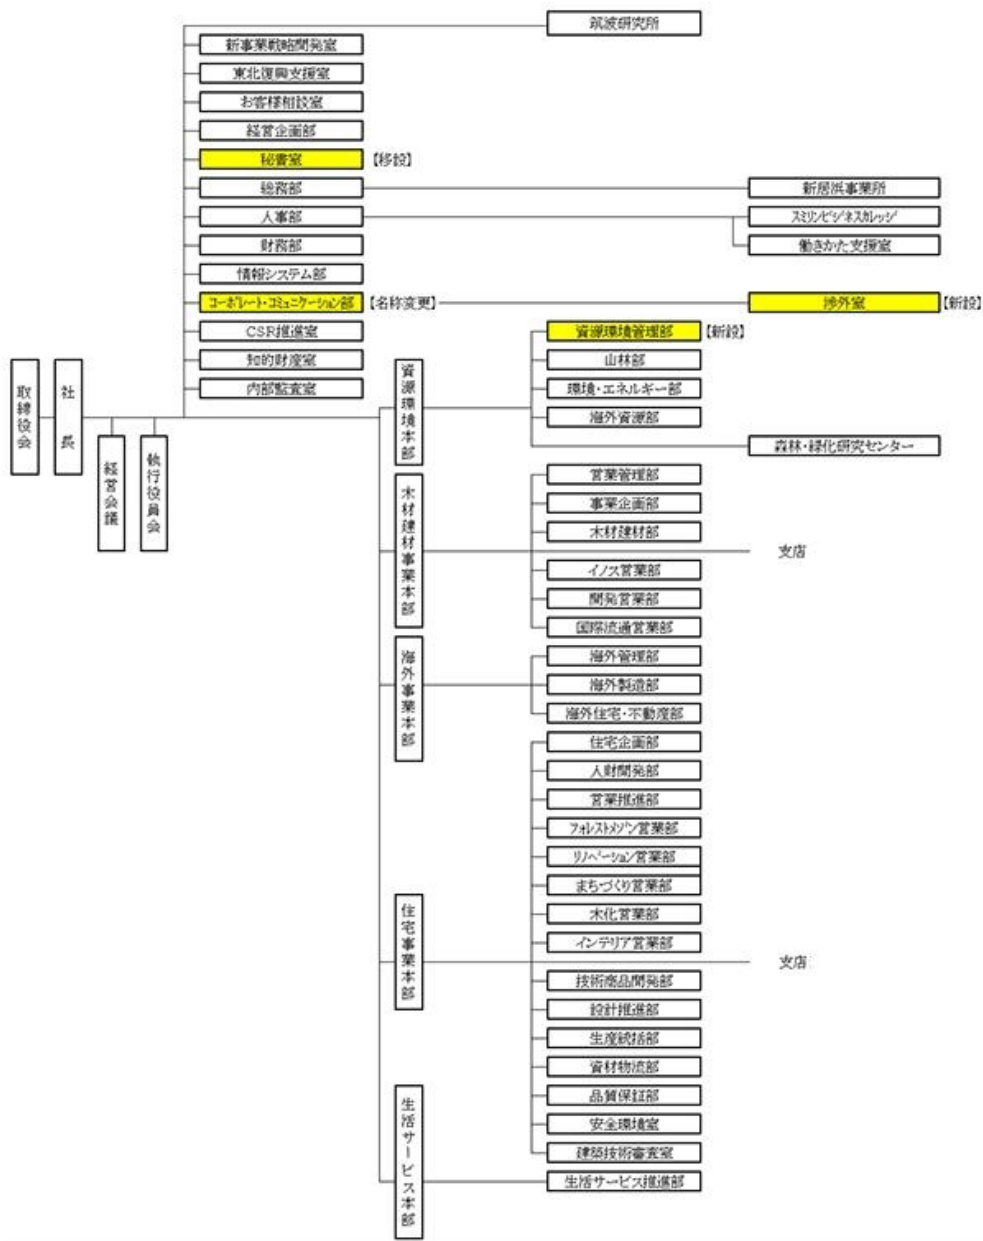 筑波研究所
新事業戦略開発室
東北復興支援室
お客様相談室
経営企画部
秘書室 【移設】
総務部 新居浜事業所
人事部 スミリンビジネスカレッジ
財務部 働きかた支援室
情報システム部
コーポレート・コミュニケーション部 【名称変更】 渉外室 【新設】
CSR推進室 資源環境管理部 【新設】
知的財産室 山林部
内部監査室 環境・エネルギー部
海外資源部
森林・緑化研究センター
取締役会
社長
経営会議
執行役員会
資源環境本部
木材建材事業本部
営業管理部
事業企画部
木材建材部
支店
イノス営業部
開発営業部
国際流通営業部
海外事業本部
海外管理部
海外製造部
海外住宅・不動産部
住宅事業本部
住宅企画部
人財開発部
営業推進部
フォレストメゾン営業部
リノベーション営業部
まちづくり営業部
木化営業部
インテリア営業部
支店
技術商品開発部
設計推進部
生産統括部
資材物流部
品質保証部
安全環境室
建築技術審査室
生活サービス本部
生活サービス推進部